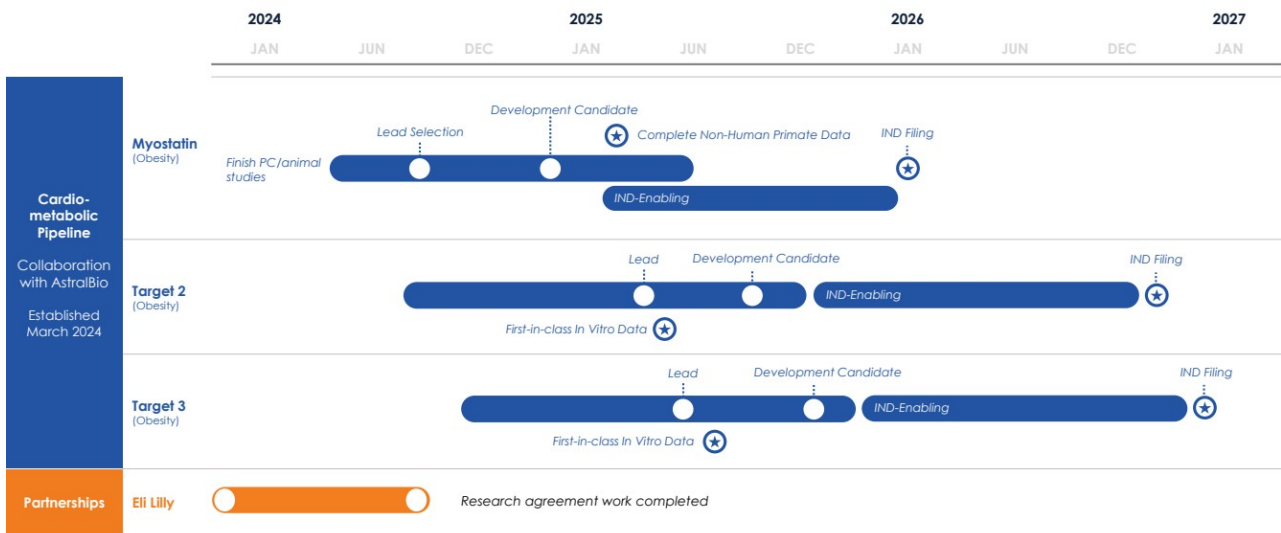 2024 2025 2026 2027
JAN JUN DEC JAN JUN DEC JAN JUN DEC JAN
Cardio-
metabolic
Pipeline
Collaboration
with AstralBio
Established
March 2024
Myostatin
(Obesity)
Finish PC/animal
studies
Lead Selection
Development Candidate
Complete Non-Human Primate Data
IND Filing
IND-Enabling
Target 2
(Obesity)
Lead
Development Candidate
IND Filing
IND-Enabling
First-in-class In Vitro Data
Target 3
(Obesity)
Lead
Development Candidate
IND Filing
IND-Enabling
First-in-class In Vitro Data
Partnerships
Eli Lilly
Research agreement work completed